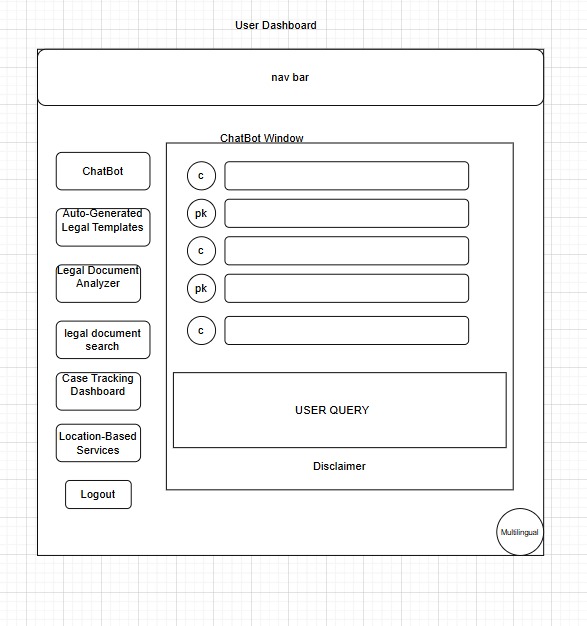 User Dashboard
nav bar
ChatBot Window
ChatBot
Auto-Generated
Legal Templates
Legal Document
Analyzer
legal document
search
Case Tracking
Dashboard
Location-Based
Services
Logout
c
pk
c
pk
c
USER QUERY
Disclaimer
Multilingual